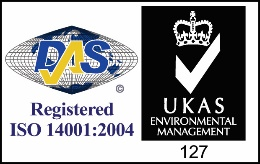 DAS
©
Registered
ISO 14001:2004
UKAS
ENVIRONMENTAL
MANAGEMENT
127